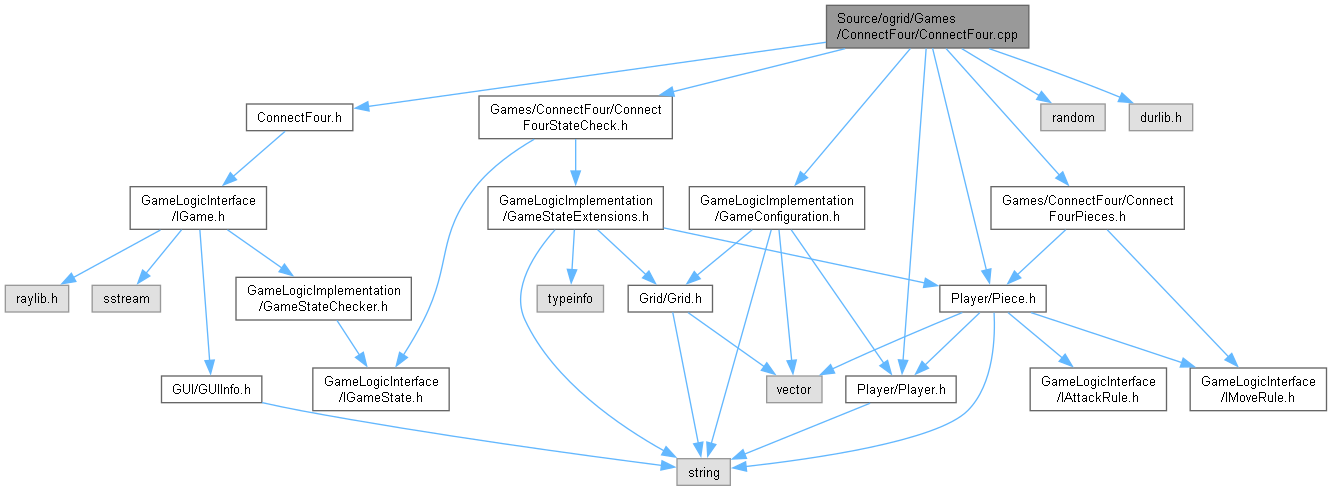 Source/ogrid/Games
/ConnectFour/ConnectFour.cpp
ConnectFour.h
Games/ConnectFour/Connect
FourStateCheck.h
random
durlib.h
GameLogicInterface
/IGame.h
GameLogicImplementation
/GameStateExtensions.h
GameLogicImplementation
/GameConfiguration.h
Games/ConnectFour/Connect
FourPieces.h
raylib.h
sstream
GameLogicImplementation
/GameStateChecker.h
typeinfo
Grid/Grid.h
Player/Piece.h
GUI/GUIInfo.h
GameLogicInterface
/IGameState.h
vector
Player/Player.h
GameLogicInterface
/IAttackRule.h
GameLogicInterface
/IMoveRule.h
string